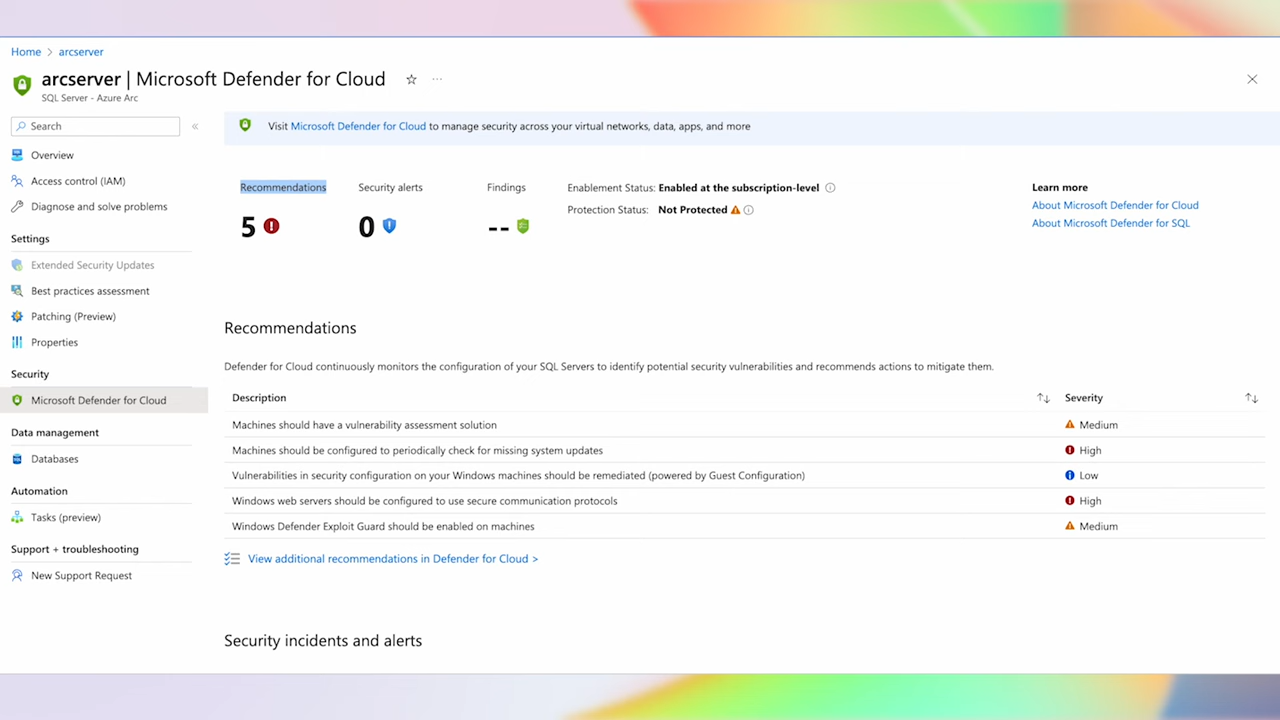 Home > arcserver
arcserver | Microsoft Defender for Cloud
SQL Server - Azure Arc
Search
Overview
Access control (IAM)
Diagnose and solve problems
Settings
Extended Security Updates
Best practices assessment
Patching (Preview)
Properties
Security
Microsoft Defender for Cloud
Data management
Databases
Automation
Tasks (preview)
Support + troubleshooting
New Support Request
Visit Microsoft Defender for Cloud to manage security across your virtual networks, data, apps, and more
Recommendations
5
Security alerts
0
Findings
--
Enablement Status: Enabled at the subscription-level
Protection Status: Not Protected
Learn more
About Microsoft Defender for Cloud
About Microsoft Defender for SQL
Recommendations
Defender for Cloud continuously monitors the configuration of your SQL Servers to identify potential security vulnerabilities and recommends actions to mitigate them.
Description Severity
Machines should have a vulnerability assessment solution Medium
Machines should be configured to periodically check for missing system updates High
Vulnerabilities in security configuration on your Windows machines should be remediated (powered by Guest Configuration) Low
Windows web servers should be configured to use secure communication protocols High
Windows Defender Exploit Guard should be enabled on machines Medium
View additional recommendations in Defender for Cloud >
Security incidents and alerts